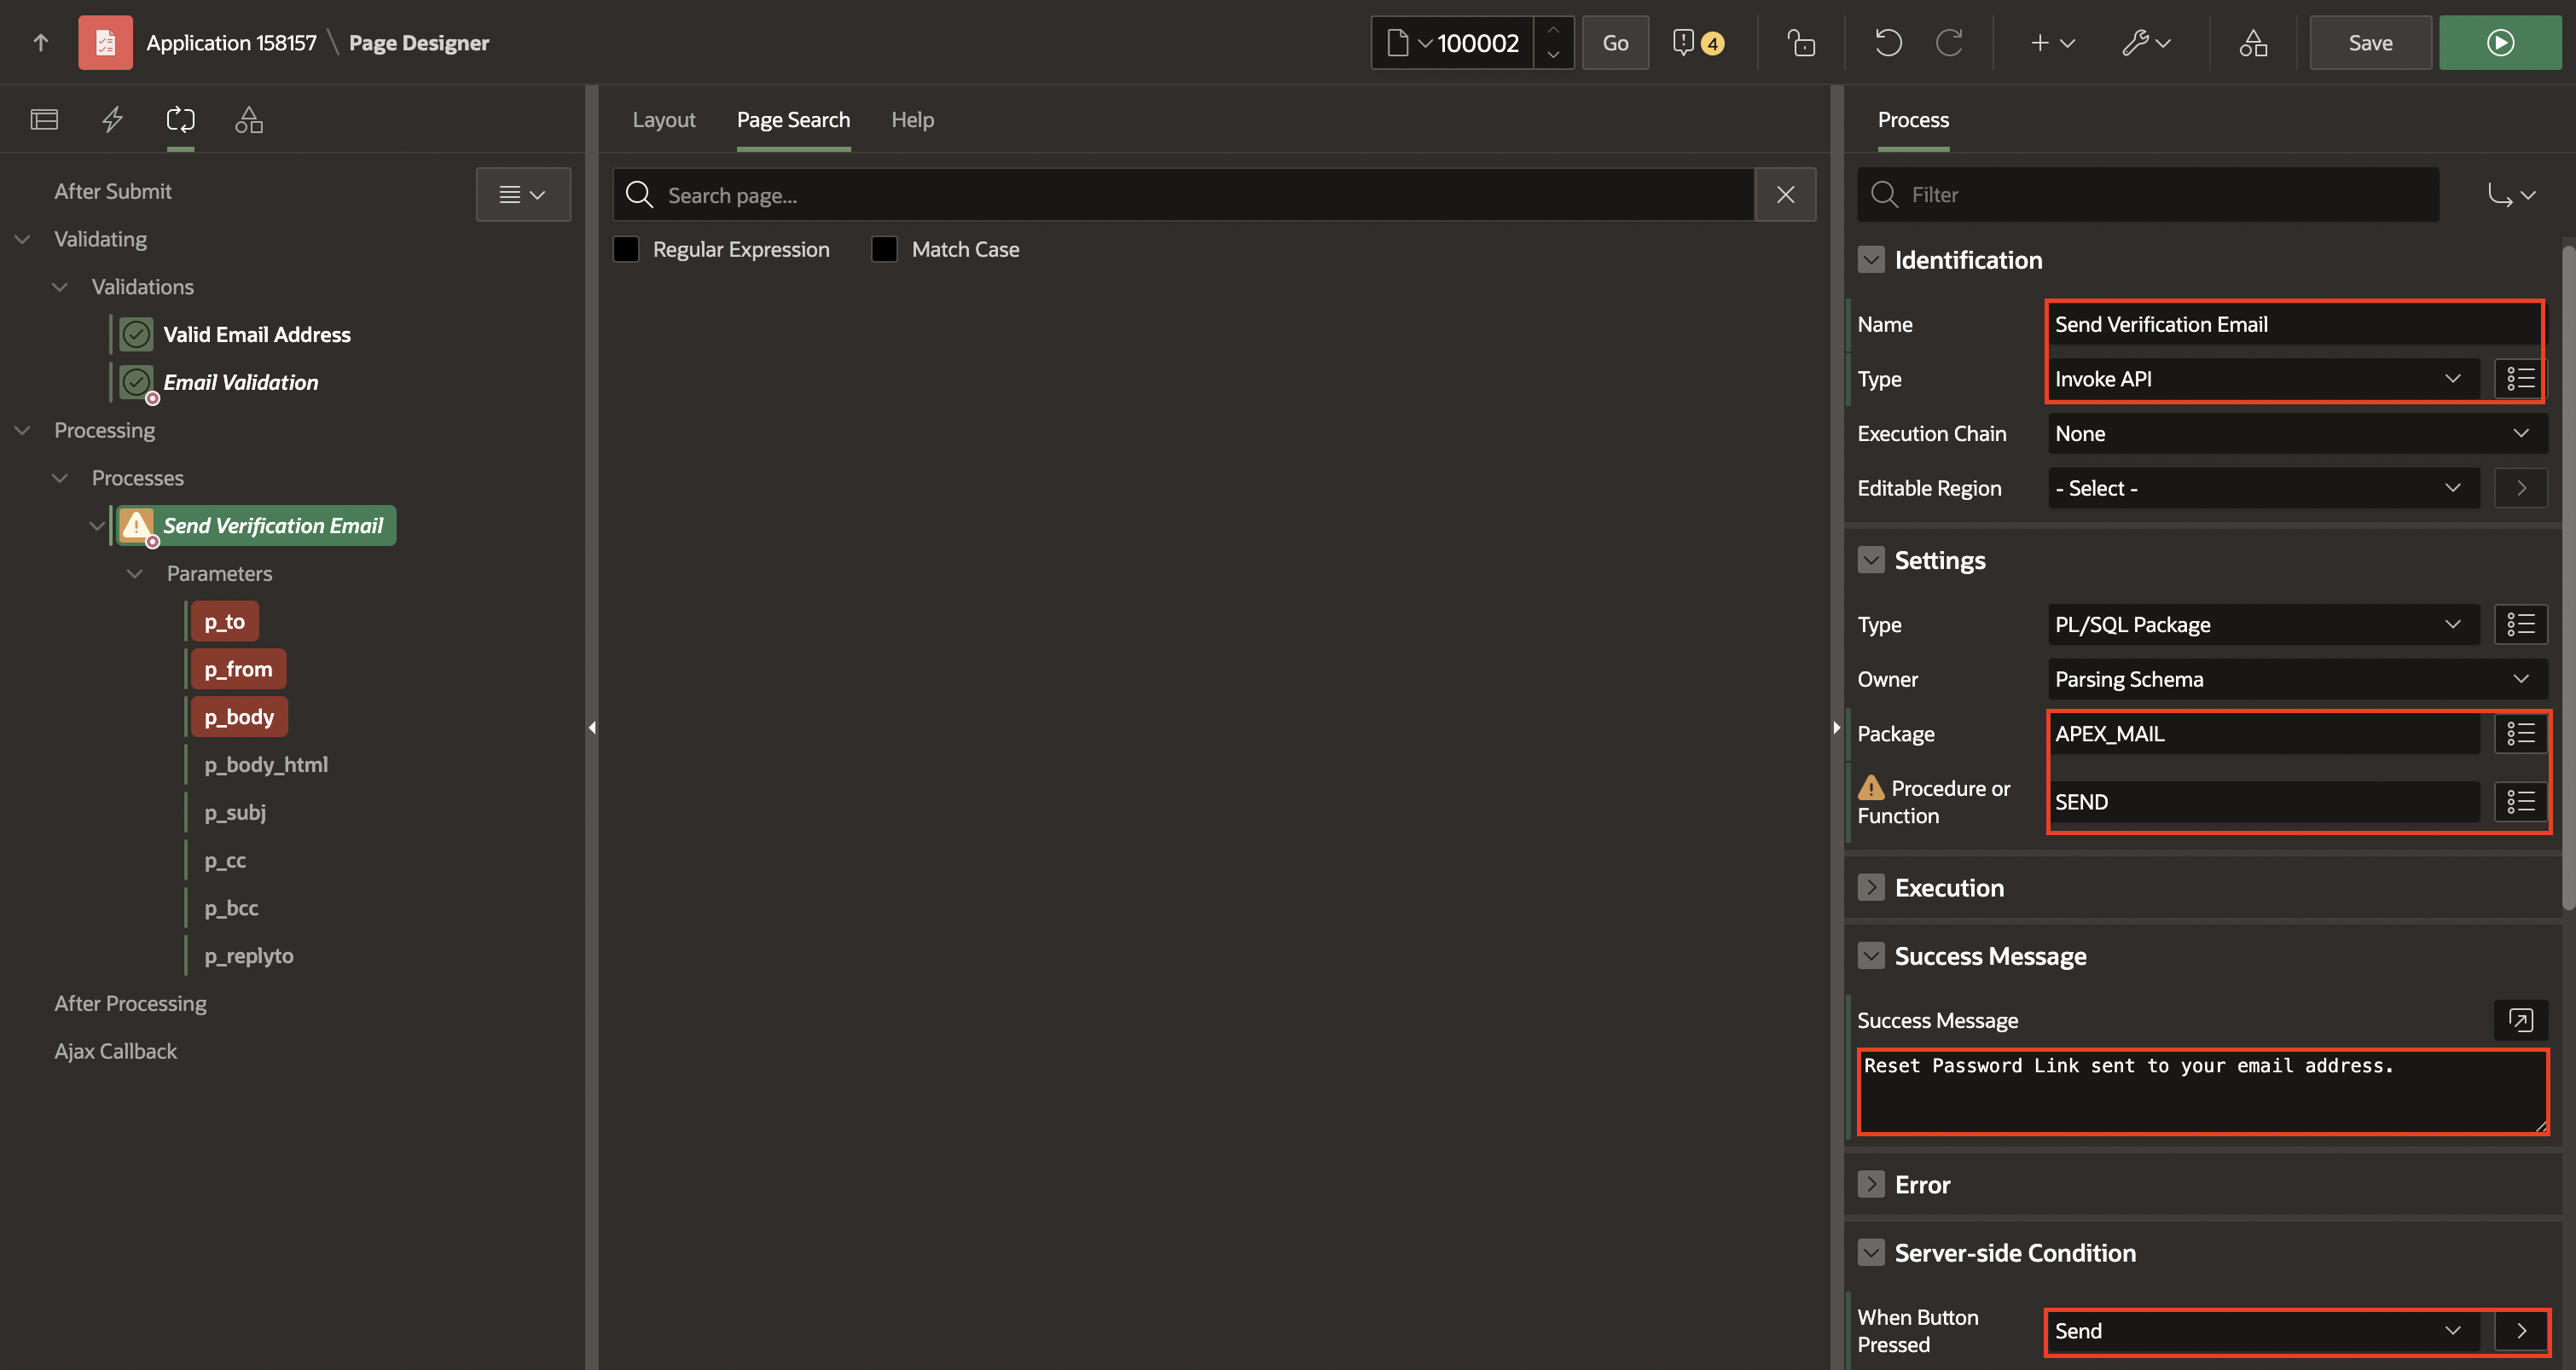 Application 158157 \ Page Designer
100002
Go
4
Save
After Submit
Validating
Validations
Valid Email Address
Email Validation
Processing
Processes
Send Verification Email
Parameters
p_to
p_from
p_body
p_body_html
p_subj
p_cc
p_bcc
p_replyto
After Processing
Ajax Callback
Layout
Page Search
Help
Search page...
Regular Expression
Match Case
Process
Filter
Identification
Name
Send Verification Email
Type
Invoke API
Execution Chain
None
Editable Region
- Select -
Settings
Type
PL/SQL Package
Owner
Parsing Schema
Package
APEX_MAIL
Procedure or
Function
SEND
Execution
Success Message
Success Message
Reset Password Link sent to your email address.
Error
Server-side Condition
When Button
Pressed
Send